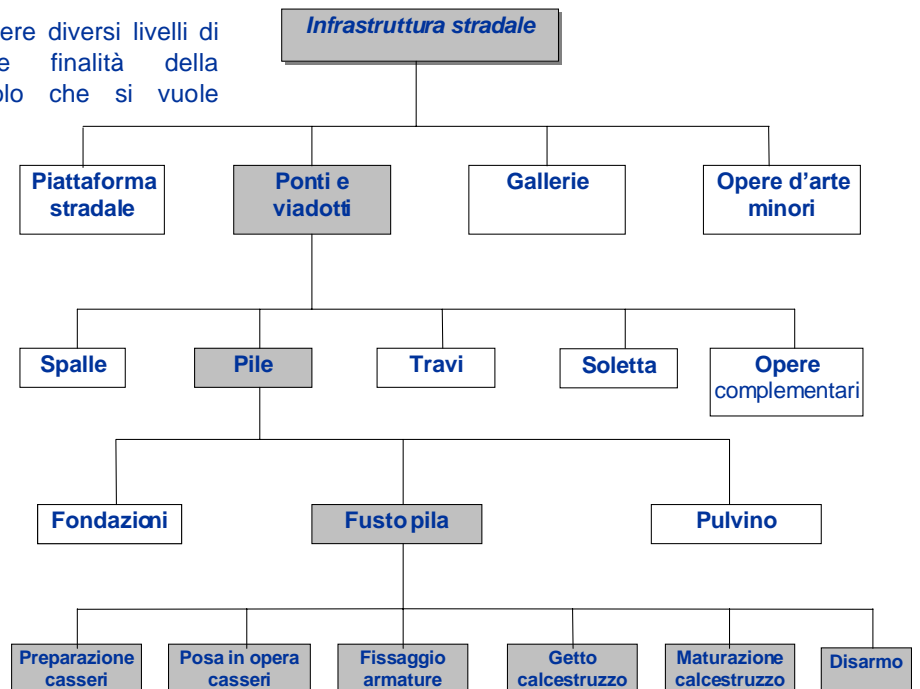 ere diversi livelli di
e finalità della
olo che si vuole
Infrastruttura stradale
Piattaforma
stradale
Ponti e
viadotti
Gallerie
Opere d'arte
minori
Spalle
Pile
Travi
Soletta
Opere
complementari
Fondazioni
Fusto pila
Pulvino
Preparazione
casseri
Posa in opera
casseri
Fissaggio
armature
Getto
calcestruzzo
Maturazione
calcestruzzo
Disarmo